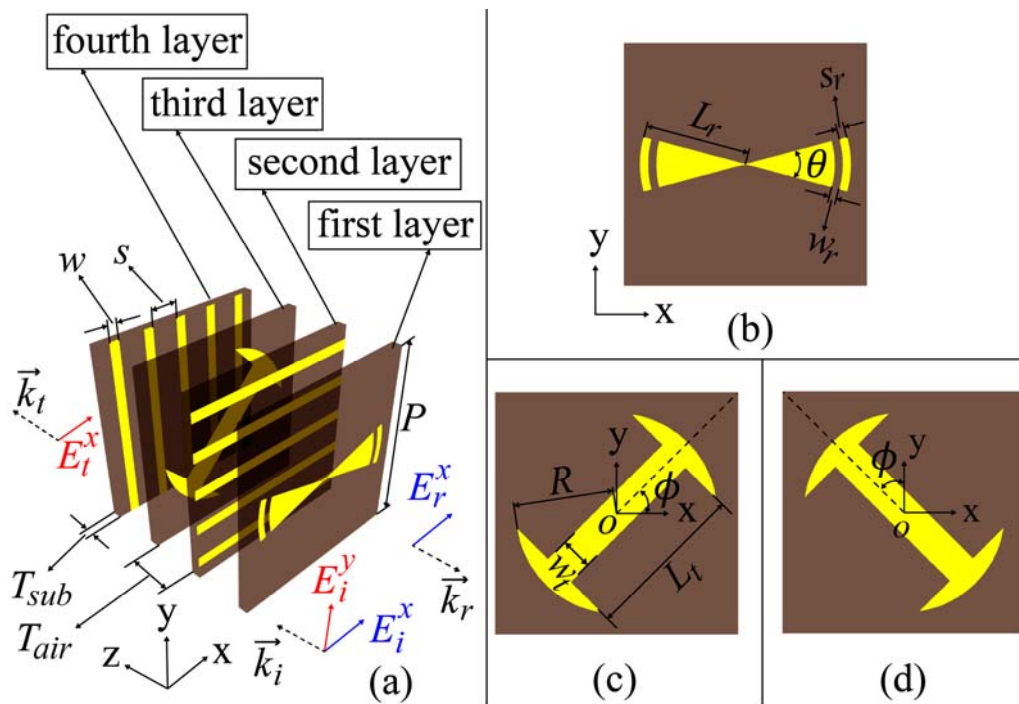 fourth layer
third layer
second layer
first layer
w
s
P
k_t
E_t^x
E_r^x
k_r
E_i^y
E_i^x
k_i
T_sub
T_air
y
z
x
(a)
s_r
L_r
θ
w_r
y
x
(b)
y
R
ϕ
o
x
w_t
L_t
(c)
ϕ
y
x
o
(d)